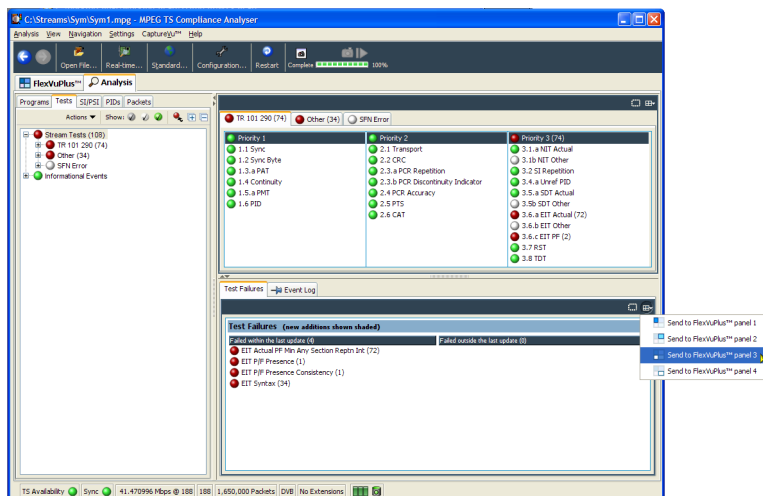 C:\Streams\Sym\Sym1.mpg - MPEG TS Compliance Analyser
Analysis View Navigation Settings CaptureVu™ Help
Open File... Real-time... Standard... Configuration... Restart Complete 100%
FlexVuPlus™ Analysis
Programs Tests SI/PSI PIDs Packets
Actions Show:
Stream Tests (108)
TR 101 290 (74)
Other (34)
SFN Error
Informational Events
TR 101 290 (74) Other (34) SFN Error
Priority 1
1.1 Sync
1.2 Sync Byte
1.3.a PAT
1.4 Continuity
1.5.a PMT
1.6 PID
Priority 2
2.1 Transport
2.2 CRC
2.3.a PCR Repetition
2.3.b PCR Discontinuity Indicator
2.4 PCR Accuracy
2.5 PTS
2.6 CAT
Priority 3 (74)
3.1.a NIT Actual
3.1b NIT Other
3.2 SI Repetition
3.4.a Unref PID
3.5.a SDT Actual
3.5b SDT Other
3.6.a EIT Actual (72)
3.6.b EIT Other
3.6.c EIT PF (2)
3.7 RST
3.8 TDT
Test Failures Event Log
Test Failures (new additions shown shaded)
Failed within the last update (4) Failed outside the last update (0)
EIT Actual PF Min Any Section Reptn Int (72)
EIT P/F Presence (1)
EIT P/F Presence Consistency (1)
EIT Syntax (34)
Send to FlexVuPlus™ panel 1
Send to FlexVuPlus™ panel 2
Send to FlexVuPlus™ panel 3
Send to FlexVuPlus™ panel 4
TS Availability Sync 41.470996 Mbps @ 188 188 1,650,000 Packets DVB No Extensions